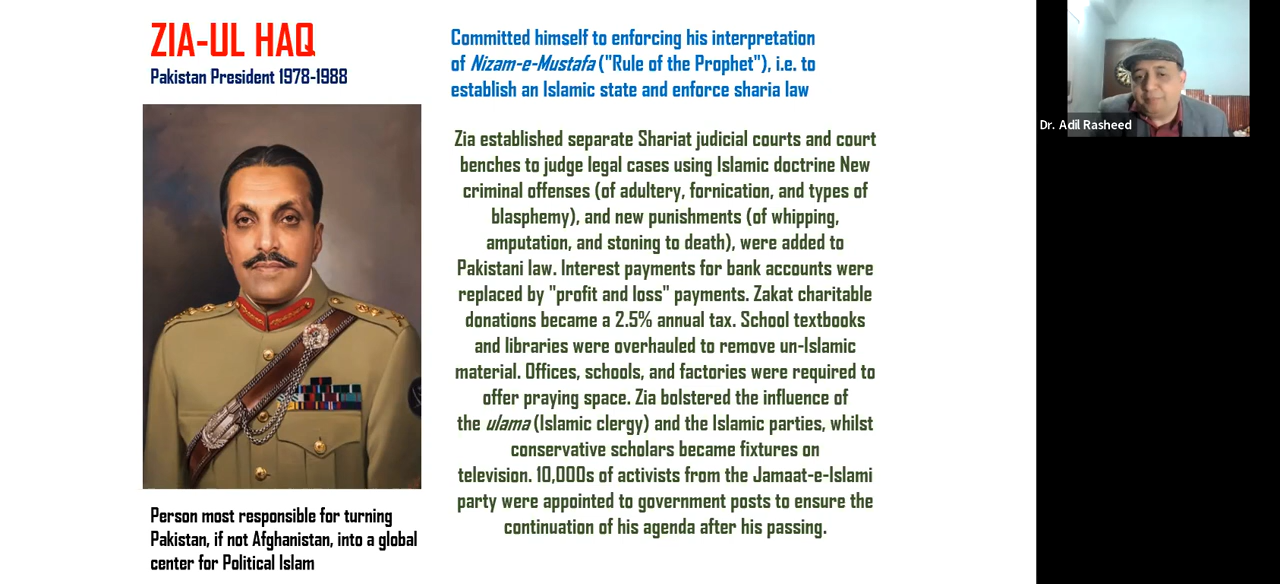 ZIA-UL HAQ
Pakistan President 1978-1988
Person most responsible for turning
Pakistan, if not Afghanistan, into a global
center for Political Islam
Committed himself to enforcing his interpretation
of Nizam-e-Mustafa ("Rule of the Prophet"), i.e. to
establish an Islamic state and enforce sharia law
Zia established separate Shariat judicial courts and court
benches to judge legal cases using Islamic doctrine New
criminal offenses (of adultery, fornication, and types of
blasphemy), and new punishments (of whipping,
amputation, and stoning to death), were added to
Pakistani law. Interest payments for bank accounts were
replaced by "profit and loss" payments. Zakat charitable
donations became a 2.5% annual tax. School textbooks
and libraries were overhauled to remove un-Islamic
material. Offices, schools, and factories were required to
offer praying space. Zia bolstered the influence of
the ulama (Islamic clergy) and the Islamic parties, whilst
conservative scholars became fixtures on
television. 10,000s of activists from the Jamaat-e-Islami
party were appointed to government posts to ensure the
continuation of his agenda after his passing.
Dr. Adil Rasheed